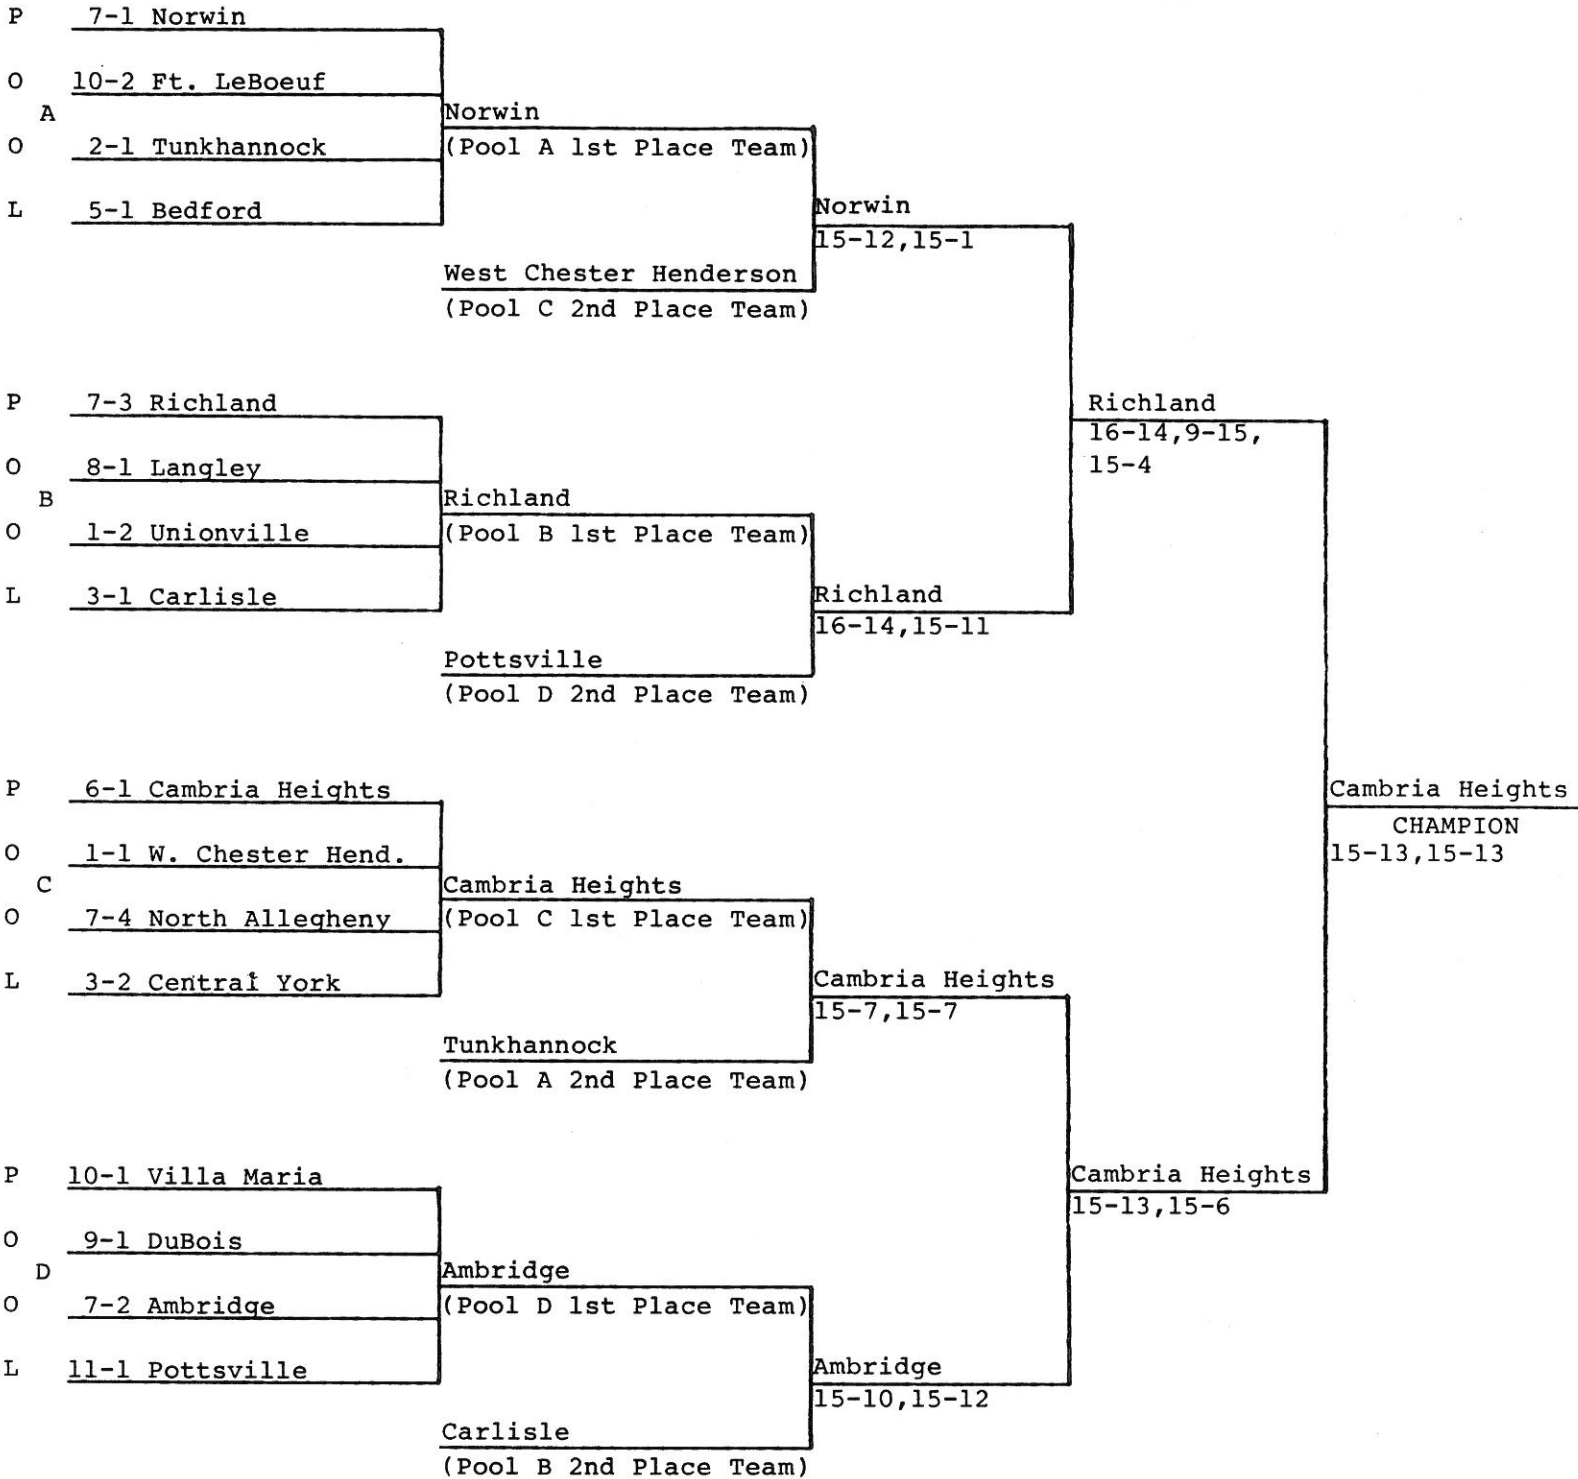 P 7-1 Norwin
O 10-2 Ft. LeBoeuf
A
Norwin
O 2-1 Tunkhannock
(Pool A 1st Place Team)
L 5-1 Bedford
Norwin
15-12,15-1
West Chester Henderson
(Pool C 2nd Place Team)
P 7-3 Richland
Richland
16-14,9-15,
15-4
O 8-1 Langley
B
Richland
O 1-2 Unionville
(Pool B 1st Place Team)
L 3-1 Carlisle
Richland
16-14,15-11
Pottsville
(Pool D 2nd Place Team)
P 6-1 Cambria Heights
Cambria Heights
CHAMPION
15-13,15-13
O 1-1 W. Chester Hend.
C
Cambria Heights
O 7-4 North Allegheny
(Pool C 1st Place Team)
L 3-2 Central York
Cambria Heights
15-7,15-7
Tunkhannock
(Pool A 2nd Place Team)
P 10-1 Villa Maria
Cambria Heights
15-13,15-6
O 9-1 DuBois
D
Ambridge
O 7-2 Ambridge
(Pool D 1st Place Team)
L 11-1 Pottsville
Ambridge
15-10,15-12
Carlisle
(Pool B 2nd Place Team)